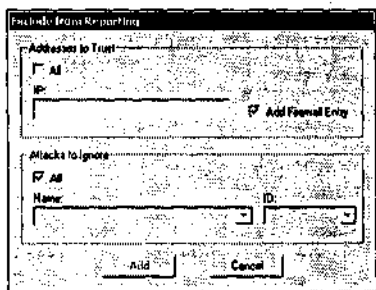 Exclude from Reporting
Addresses to Trust
All
IP:
Add Firewall Entry
Attacks to Ignore
All
Name: ID:
Add Cancel